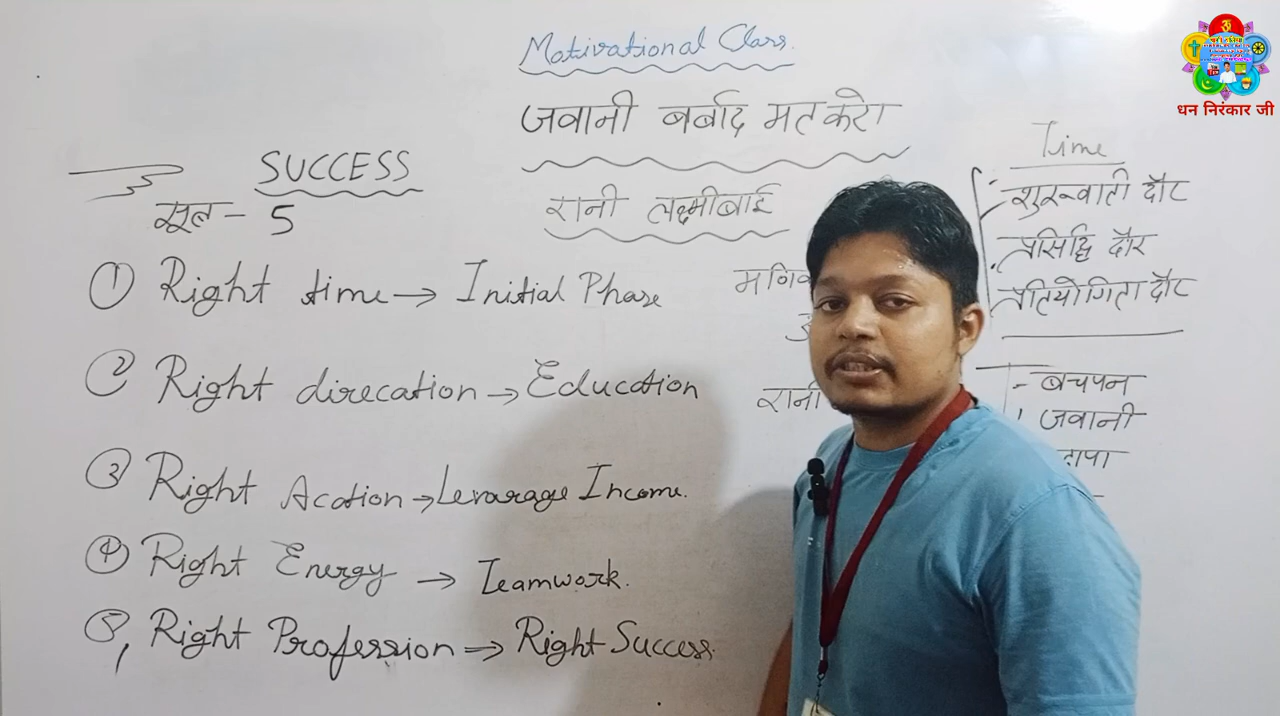 Motivational Class.
जवानी बर्बाद मत करो
रानी लक्ष्मीबाई
SUCCESS
सूत्र - 5
① Right time → Initial Phase
② Right direcation → Education
③ Right Acation → Levarage Income.
④ Right Energy → Teamwork.
⑤, Right Profession → Right Success.
रानी
Time
शुरूवाती दौर
प्रसिद्धि दौर
प्रतियोगिता दौर
बचपन
जवानी
धन निरंकार जी